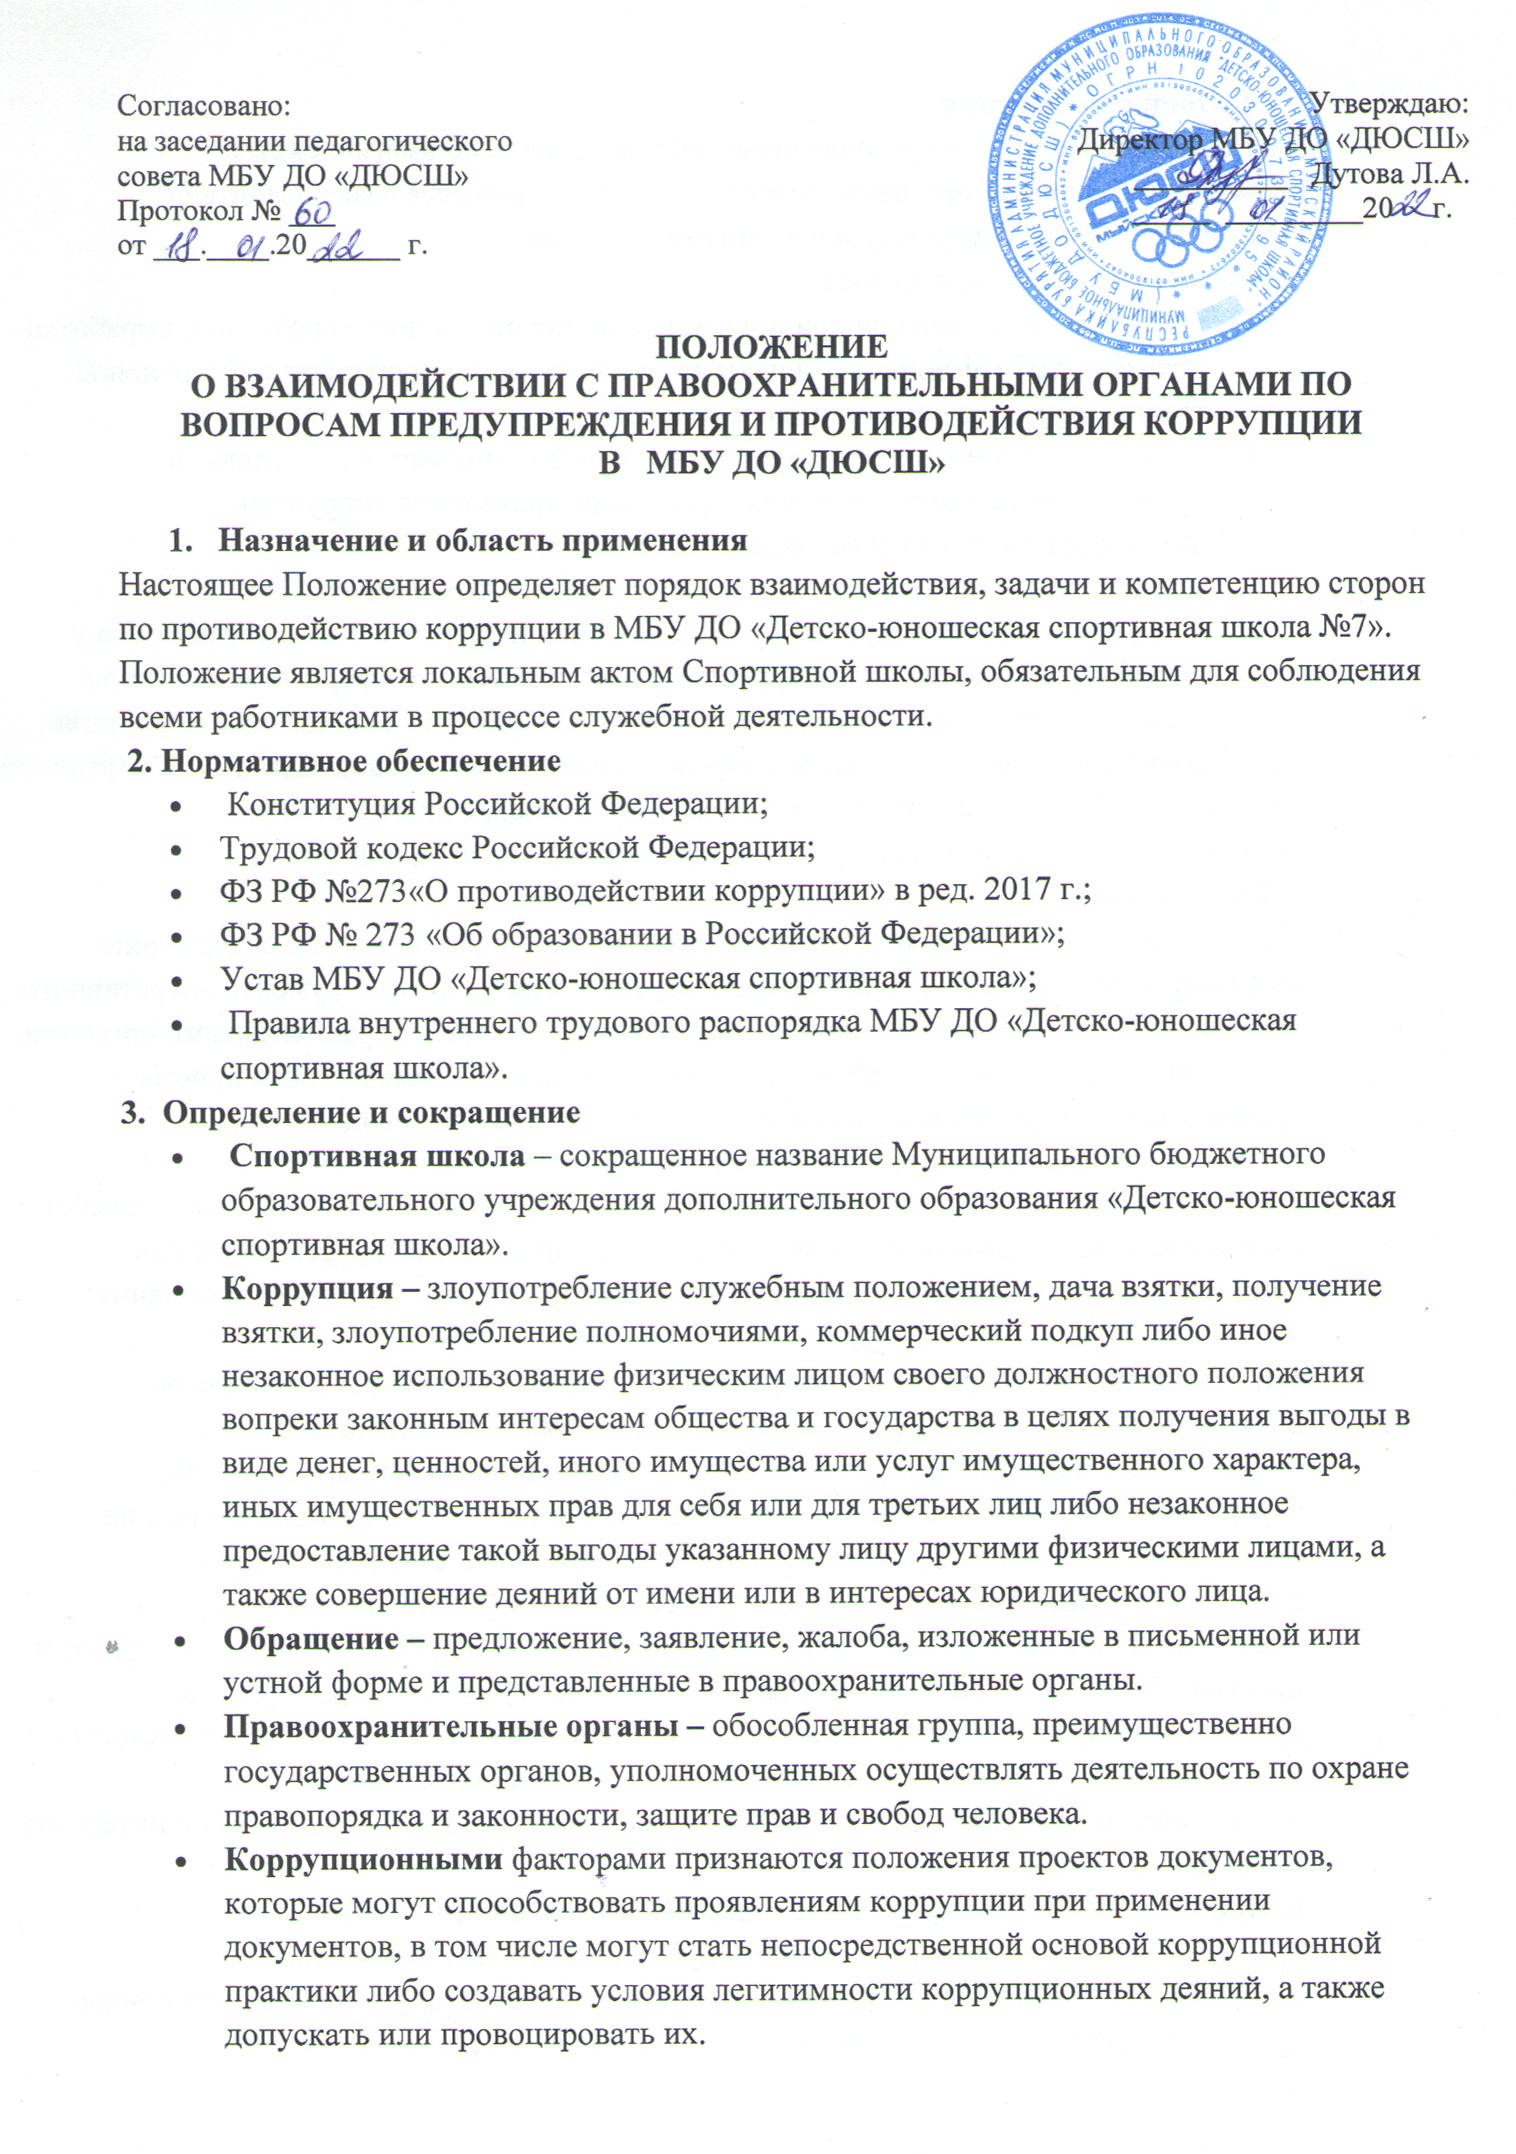 Согласовано:
на заседании педагогического
совета МБУ ДО «ДЮСШ»
Протокол № 60
от 18.01.2022 г.
Утверждаю:
Директор МБУ ДО «ДЮСШ»
Дутова Л.А.
18 01 2022 г.
ПОЛОЖЕНИЕ
О ВЗАИМОДЕЙСТВИИ С ПРАВООХРАНИТЕЛЬНЫМИ ОРГАНАМИ ПО
ВОПРОСАМ ПРЕДУПРЕЖДЕНИЯ И ПРОТИВОДЕЙСТВИЯ КОРРУПЦИИ
В МБУ ДО «ДЮСШ»
1. Назначение и область применения
Настоящее Положение определяет порядок взаимодействия, задачи и компетенцию сторон
по противодействию коррупции в МБУ ДО «Детско-юношеская спортивная школа №7».
Положение является локальным актом Спортивной школы, обязательным для соблюдения
всеми работниками в процессе служебной деятельности.
2. Нормативное обеспечение
• Конституция Российской Федерации;
• Трудовой кодекс Российской Федерации;
• ФЗ РФ №273«О противодействии коррупции» в ред. 2017 г.;
• ФЗ РФ № 273 «Об образовании в Российской Федерации»;
• Устав МБУ ДО «Детско-юношеская спортивная школа»;
• Правила внутреннего трудового распорядка МБУ ДО «Детско-юношеская
спортивная школа».
3. Определение и сокращение
• Спортивная школа – сокращенное название Муниципального бюджетного
образовательного учреждения дополнительного образования «Детско-юношеская
спортивная школа».
• Коррупция – злоупотребление служебным положением, дача взятки, получение
взятки, злоупотребление полномочиями, коммерческий подкуп либо иное
незаконное использование физическим лицом своего должностного положения
вопреки законным интересам общества и государства в целях получения выгоды в
виде денег, ценностей, иного имущества или услуг имущественного характера,
иных имущественных прав для себя или для третьих лиц либо незаконное
предоставление такой выгоды указанному лицу другими физическими лицами, а
также совершение деяний от имени или в интересах юридического лица.
• Обращение – предложение, заявление, жалоба, изложенные в письменной или
устной форме и представленные в правоохранительные органы.
• Правоохранительные органы – обособленная группа, преимущественно
государственных органов, уполномоченных осуществлять деятельность по охране
правопорядка и законности, защите прав и свобод человека.
• Коррупционными факторами признаются положения проектов документов,
которые могут способствовать проявлениям коррупции при применении
документов, в том числе могут стать непосредственной основой коррупционной
практики либо создавать условия легитимности коррупционных деяний, а также
допускать или провоцировать их.